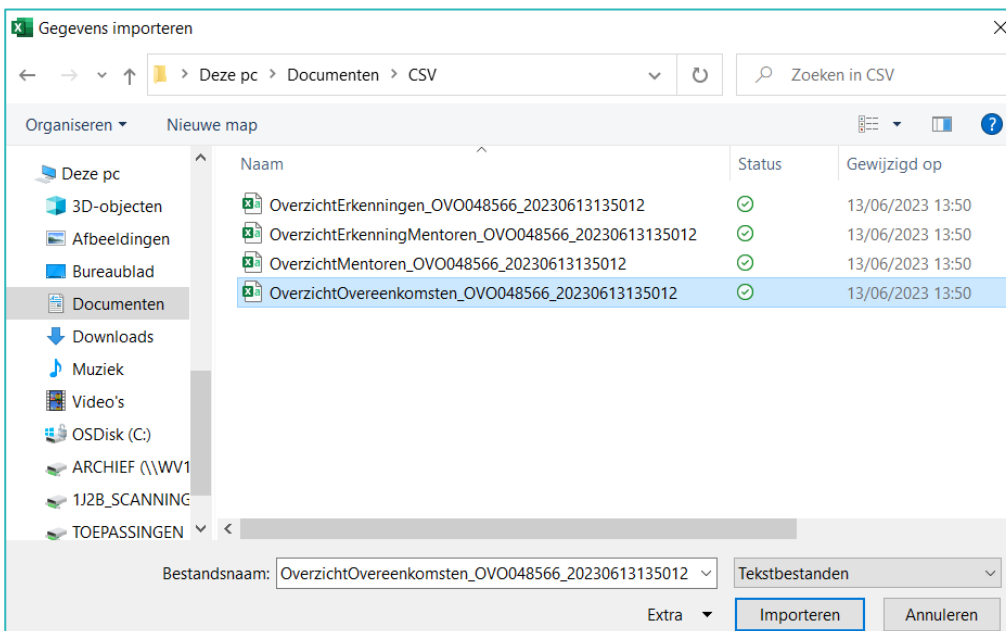 Gegevens importeren
Deze pc > Documenten > CSV
Zoeken in CSV
Organiseren
Nieuwe map
Naam
Status
Gewijzigd op
Deze pc
3D-objecten
Afbeeldingen
Bureaublad
Documenten
Downloads
Muziek
Video's
OSDisk (C:)
ARCHIEF (\\WV1
1J2B_SCANNING
TOEPASSINGEN
OverzichtErkenningen_OVO048566_20230613135012 13/06/2023 13:50
OverzichtErkenningMentoren_OVO048566_20230613135012 13/06/2023 13:50
OverzichtMentoren_OVO048566_20230613135012 13/06/2023 13:50
OverzichtOvereenkomsten_OVO048566_20230613135012 13/06/2023 13:50
Bestandsnaam: OverzichtOvereenkomsten_OVO048566_20230613135012
Tekstbestanden
Extra
Importeren
Annuleren